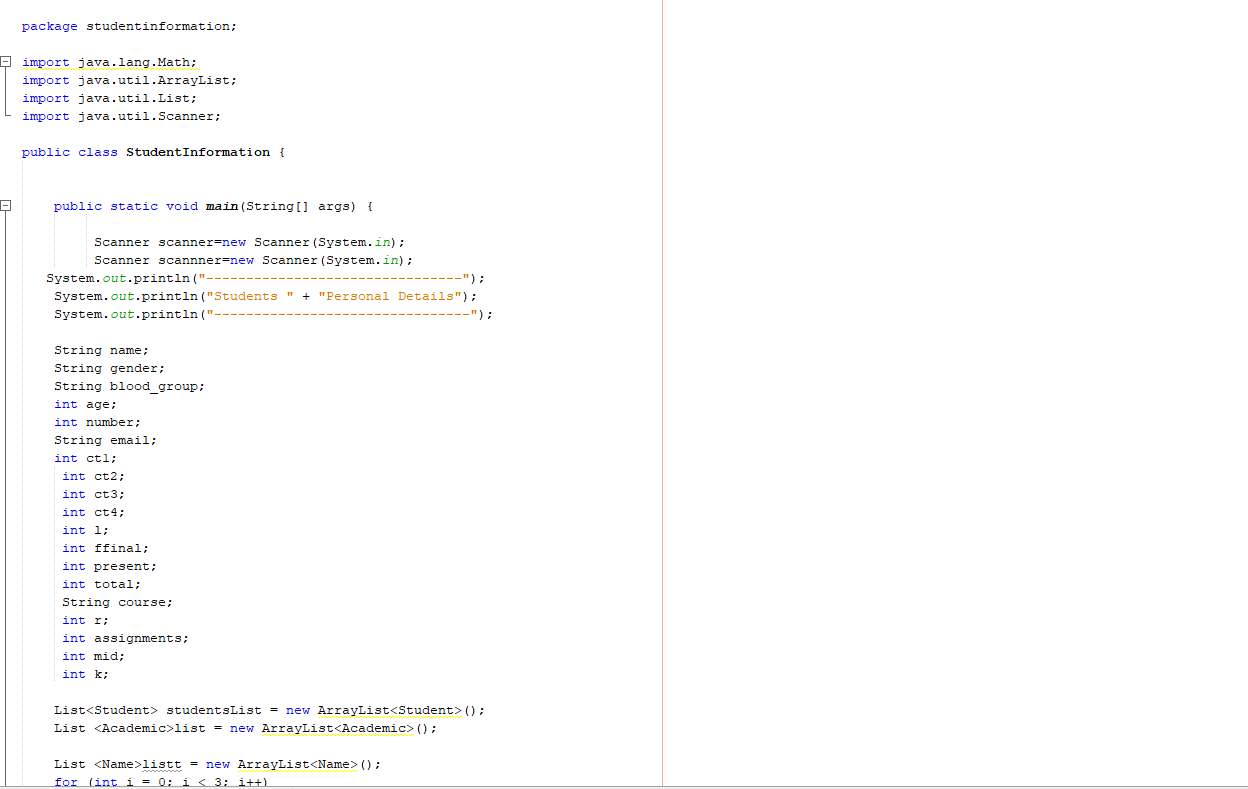 package studentinformation;
import java.lang.Math;
import java.util.ArrayList;
import java.util.List;
import java.util.Scanner;
public class StudentInformation {
public static void main(String[] args) {
Scanner scanner=new Scanner(System.in);
Scanner scannner=new Scanner(System.in);
System.out.println("--------------------------------");
System.out.println("Students " + "Personal Details");
System.out.println("--------------------------------");
String name;
String gender;
String blood_group;
int age;
int number;
String email;
int ct1;
int ct2;
int ct3;
int ct4;
int l;
int ffinal;
int present;
int total;
String course;
int r;
int assignments;
int mid;
int k;
List<Student> studentsList = new ArrayList<Student>();
List <Academic>list = new ArrayList<Academic>();
List <Name>listt = new ArrayList<Name>();
for (int i = 0; i < 3; i++)